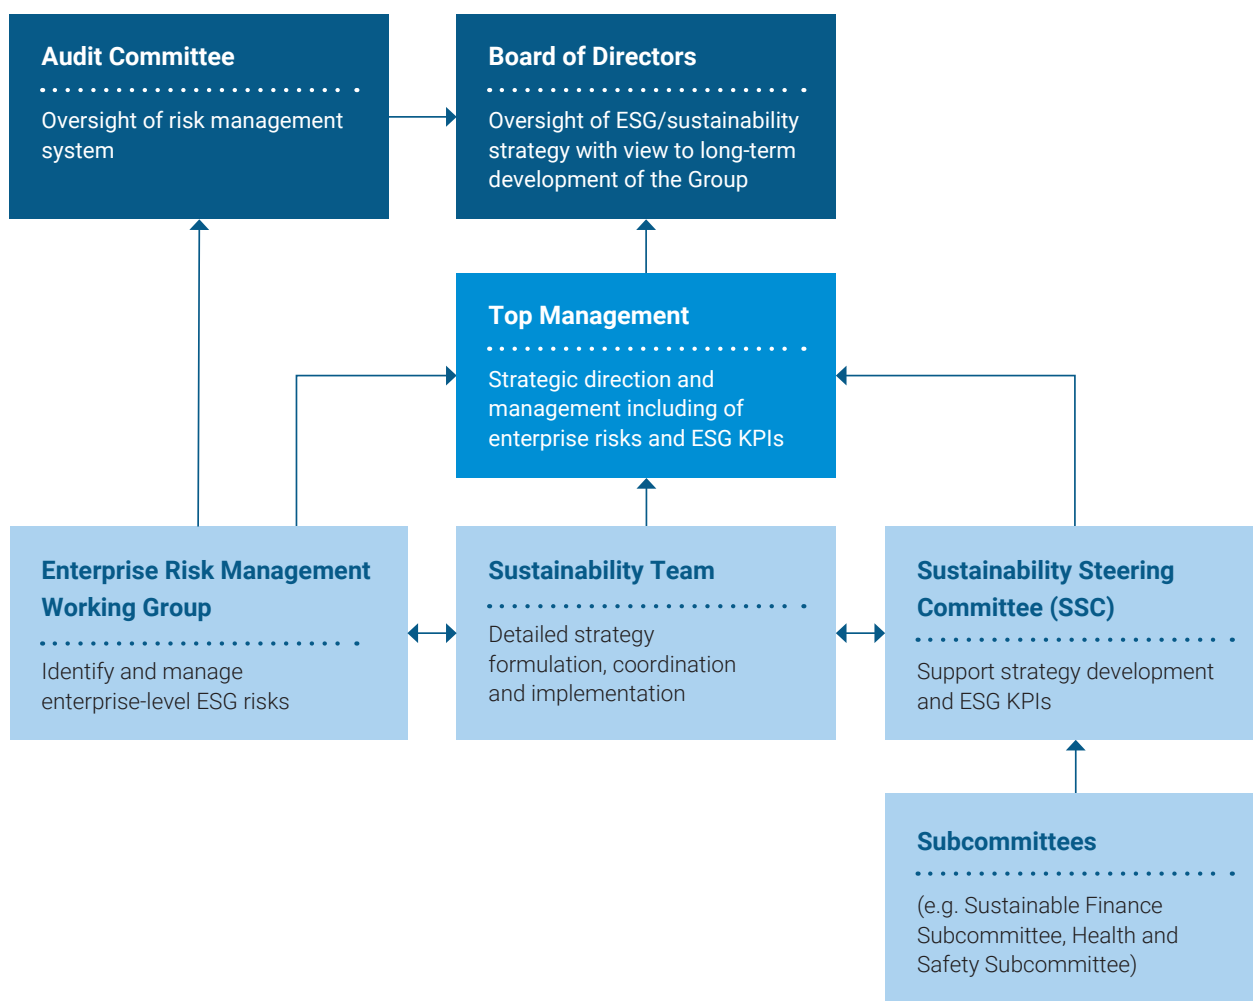 Audit Committee
Oversight of risk management
system
Board of Directors
Oversight of ESG/sustainability
strategy with view to long-term
development of the Group
Top Management
Strategic direction and
management including of
enterprise risks and ESG KPIs
Enterprise Risk Management
Working Group
Identify and manage
enterprise-level ESG risks
Sustainability Team
Detailed strategy
formulation, coordination
and implementation
Sustainability Steering
Committee (SSC)
Support strategy development
and ESG KPIs
Subcommittees
(e.g. Sustainable Finance
Subcommittee, Health and
Safety Subcommittee)